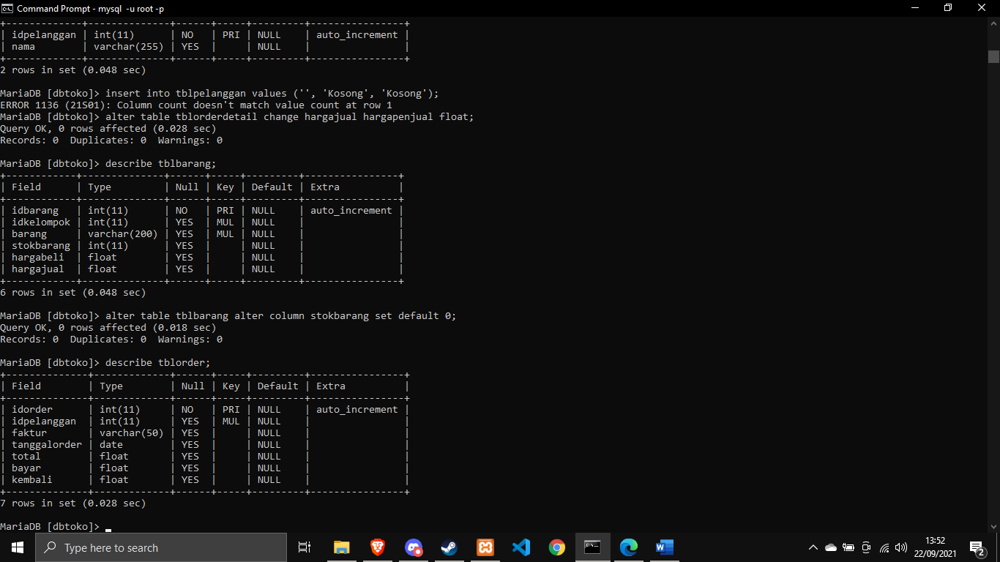 Command Prompt - mysql  -u root -p
+-------------+--------------+------+-----+---------+----------------+
| idpelanggan | int(11)      | NO   | PRI | NULL    | auto_increment |
| nama        | varchar(255) | YES  |     | NULL    |                |
+-------------+--------------+------+-----+---------+----------------+
2 rows in set (0.048 sec)
MariaDB [dbtoko]> insert into tblpelanggan values ('', 'Kosong', 'Kosong');
ERROR 1136 (21S01): Column count doesn't match value count at row 1
MariaDB [dbtoko]> alter table tblorderdetail change hargajual hargapenjual float;
Query OK, 0 rows affected (0.028 sec)
Records: 0  Duplicates: 0  Warnings: 0
MariaDB [dbtoko]> describe tblbarang;
+------------+--------------+------+-----+---------+----------------+
| Field      | Type         | Null | Key | Default | Extra          |
+------------+--------------+------+-----+---------+----------------+
| idbarang   | int(11)      | NO   | PRI | NULL    | auto_increment |
| idkelompok | int(11)      | YES  | MUL | NULL    |                |
| barang     | varchar(200) | YES  | MUL | NULL    |                |
| stokbarang | int(11)      | YES  |     | NULL    |                |
| hargabeli  | float        | YES  |     | NULL    |                |
| hargajual  | float        | YES  |     | NULL    |                |
+------------+--------------+------+-----+---------+----------------+
6 rows in set (0.048 sec)
MariaDB [dbtoko]> alter table tblbarang alter column stokbarang set default 0;
Query OK, 0 rows affected (0.018 sec)
Records: 0  Duplicates: 0  Warnings: 0
MariaDB [dbtoko]> describe tblorder;
+--------------+-------------+------+-----+---------+----------------+
| Field        | Type        | Null | Key | Default | Extra          |
+--------------+-------------+------+-----+---------+----------------+
| idorder      | int(11)     | NO   | PRI | NULL    | auto_increment |
| idpelanggan  | int(11)     | YES  | MUL | NULL    |                |
| faktur       | varchar(50) | YES  |     | NULL    |                |
| tanggalorder | date        | YES  |     | NULL    |                |
| total        | float       | YES  |     | NULL    |                |
| bayar        | float       | YES  |     | NULL    |                |
| kembali      | float       | YES  |     | NULL    |                |
+--------------+-------------+------+-----+---------+----------------+
7 rows in set (0.028 sec)
MariaDB [dbtoko]> _
Type here to search
13:52
22/09/2021
2